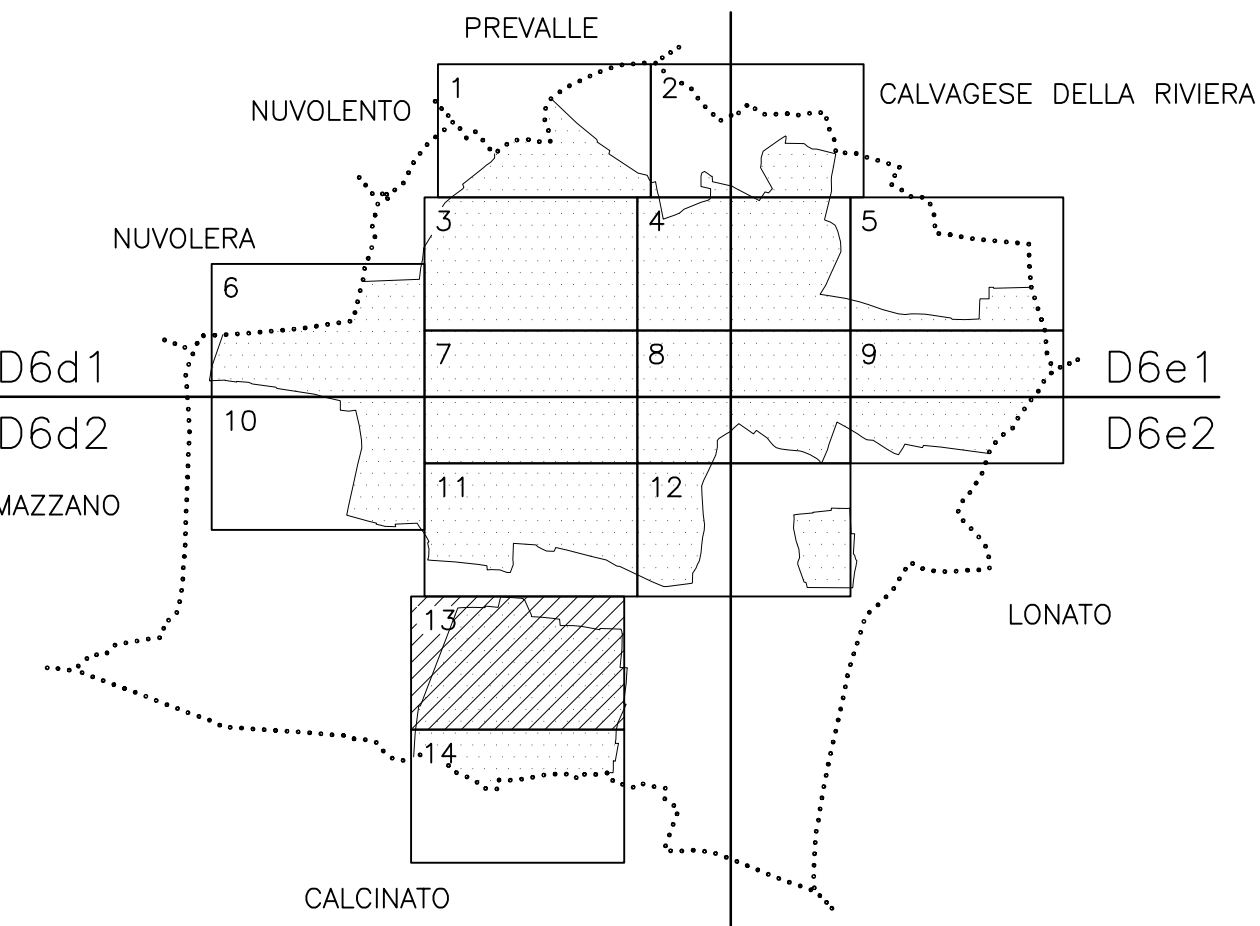 PREVALLE
1
2
CALVAGESE DELLA RIVIERA
NUVOLENTO
3
4
5
NUVOLERA
6
7
8
9
D6d1
D6e1
10
D6d2
D6e2
11
12
MAZZANO
LONATO
13
14
CALCINATO